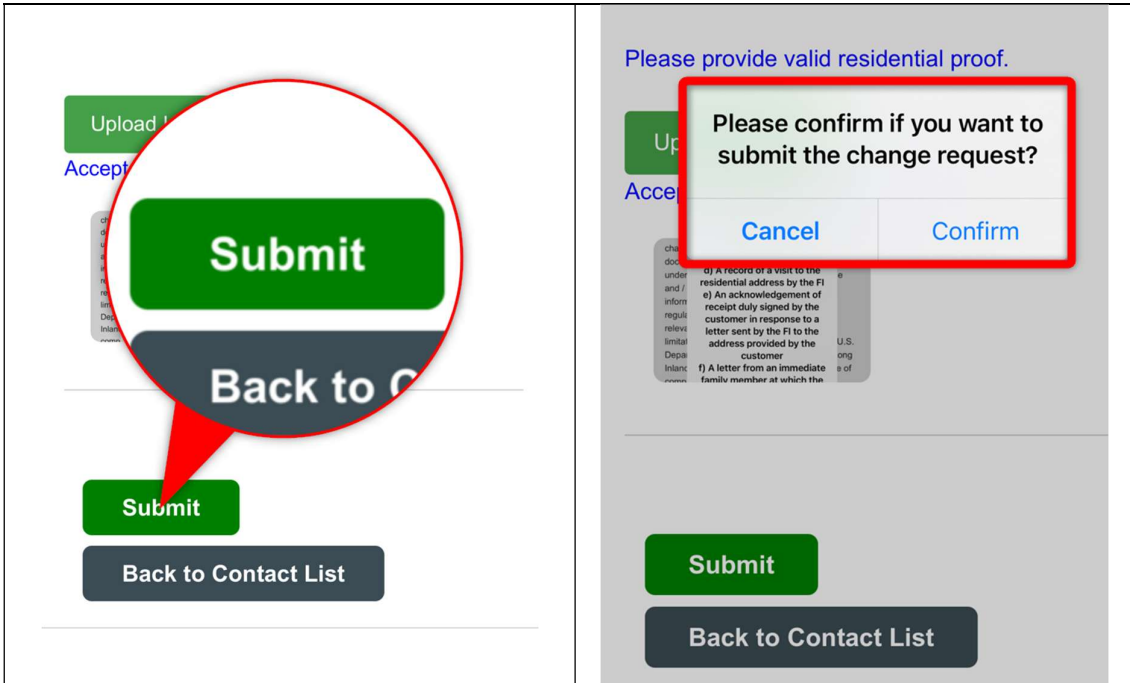 Upload
Accept
Submit
Back to
Submit
Back to Contact List
Please provide valid residential proof.
Please confirm if you want to
submit the change request?
Cancel
Confirm
d) A record of a visit to the
under
residential address by the FI
and /
e) An acknowledgement of
receipt duly signed by the
customer in response to a
letter sent by the FI to the
address provided by the
U.S.
customer
f) A letter from an immediate
of
family member at which the
Submit
Back to Contact List